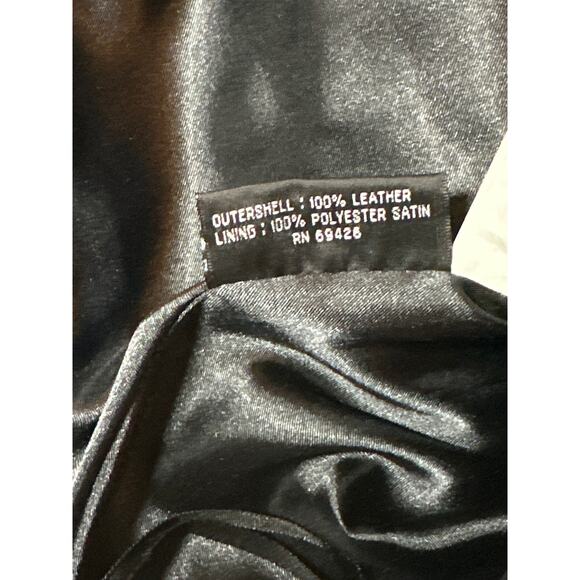 OUTERSHELL : 100% LEATHER
LINING : 100% POLYESTER SATIN
RN 69426